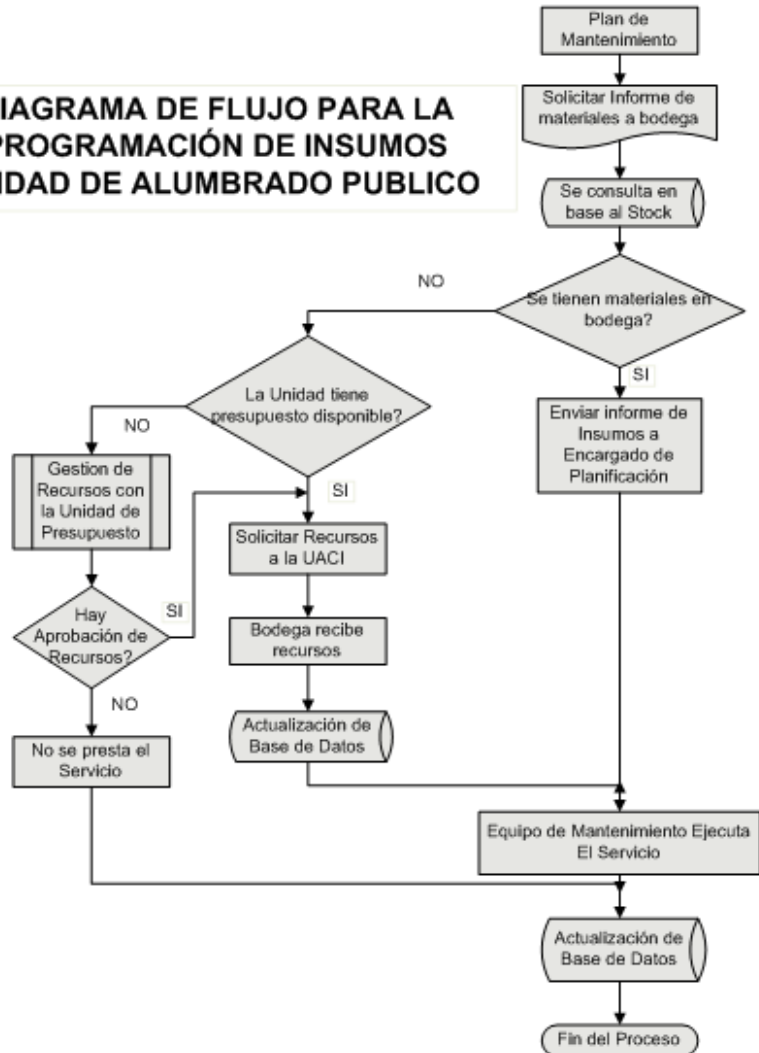 Plan de
Mantenimiento
IAGRAMA DE FLUJO PARA LA
PROGRAMACIÓN DE INSUMOS
IDAD DE ALUMBRADO PUBLICO
Solicitar Informe de
materiales a bodega
Se consulta en
base al Stock
Se tienen materiales en
bodega?
NO
SI
La Unidad tiene
presupuesto disponible?
Enviar informe de
Insumos a
Encargado de
Planificación
NO
SI
Gestion de
Recursos con
la Unidad de
Presupuesto
Solicitar Recursos
a la UACI
Hay
Aprobación de
Recursos?
SI
NO
Bodega recibe
recursos
No se presta el
Servicio
Actualización de
Base de Datos
Equipo de Mantenimiento Ejecuta
El Servicio
Actualización de
Base de Datos
Fin del Proceso